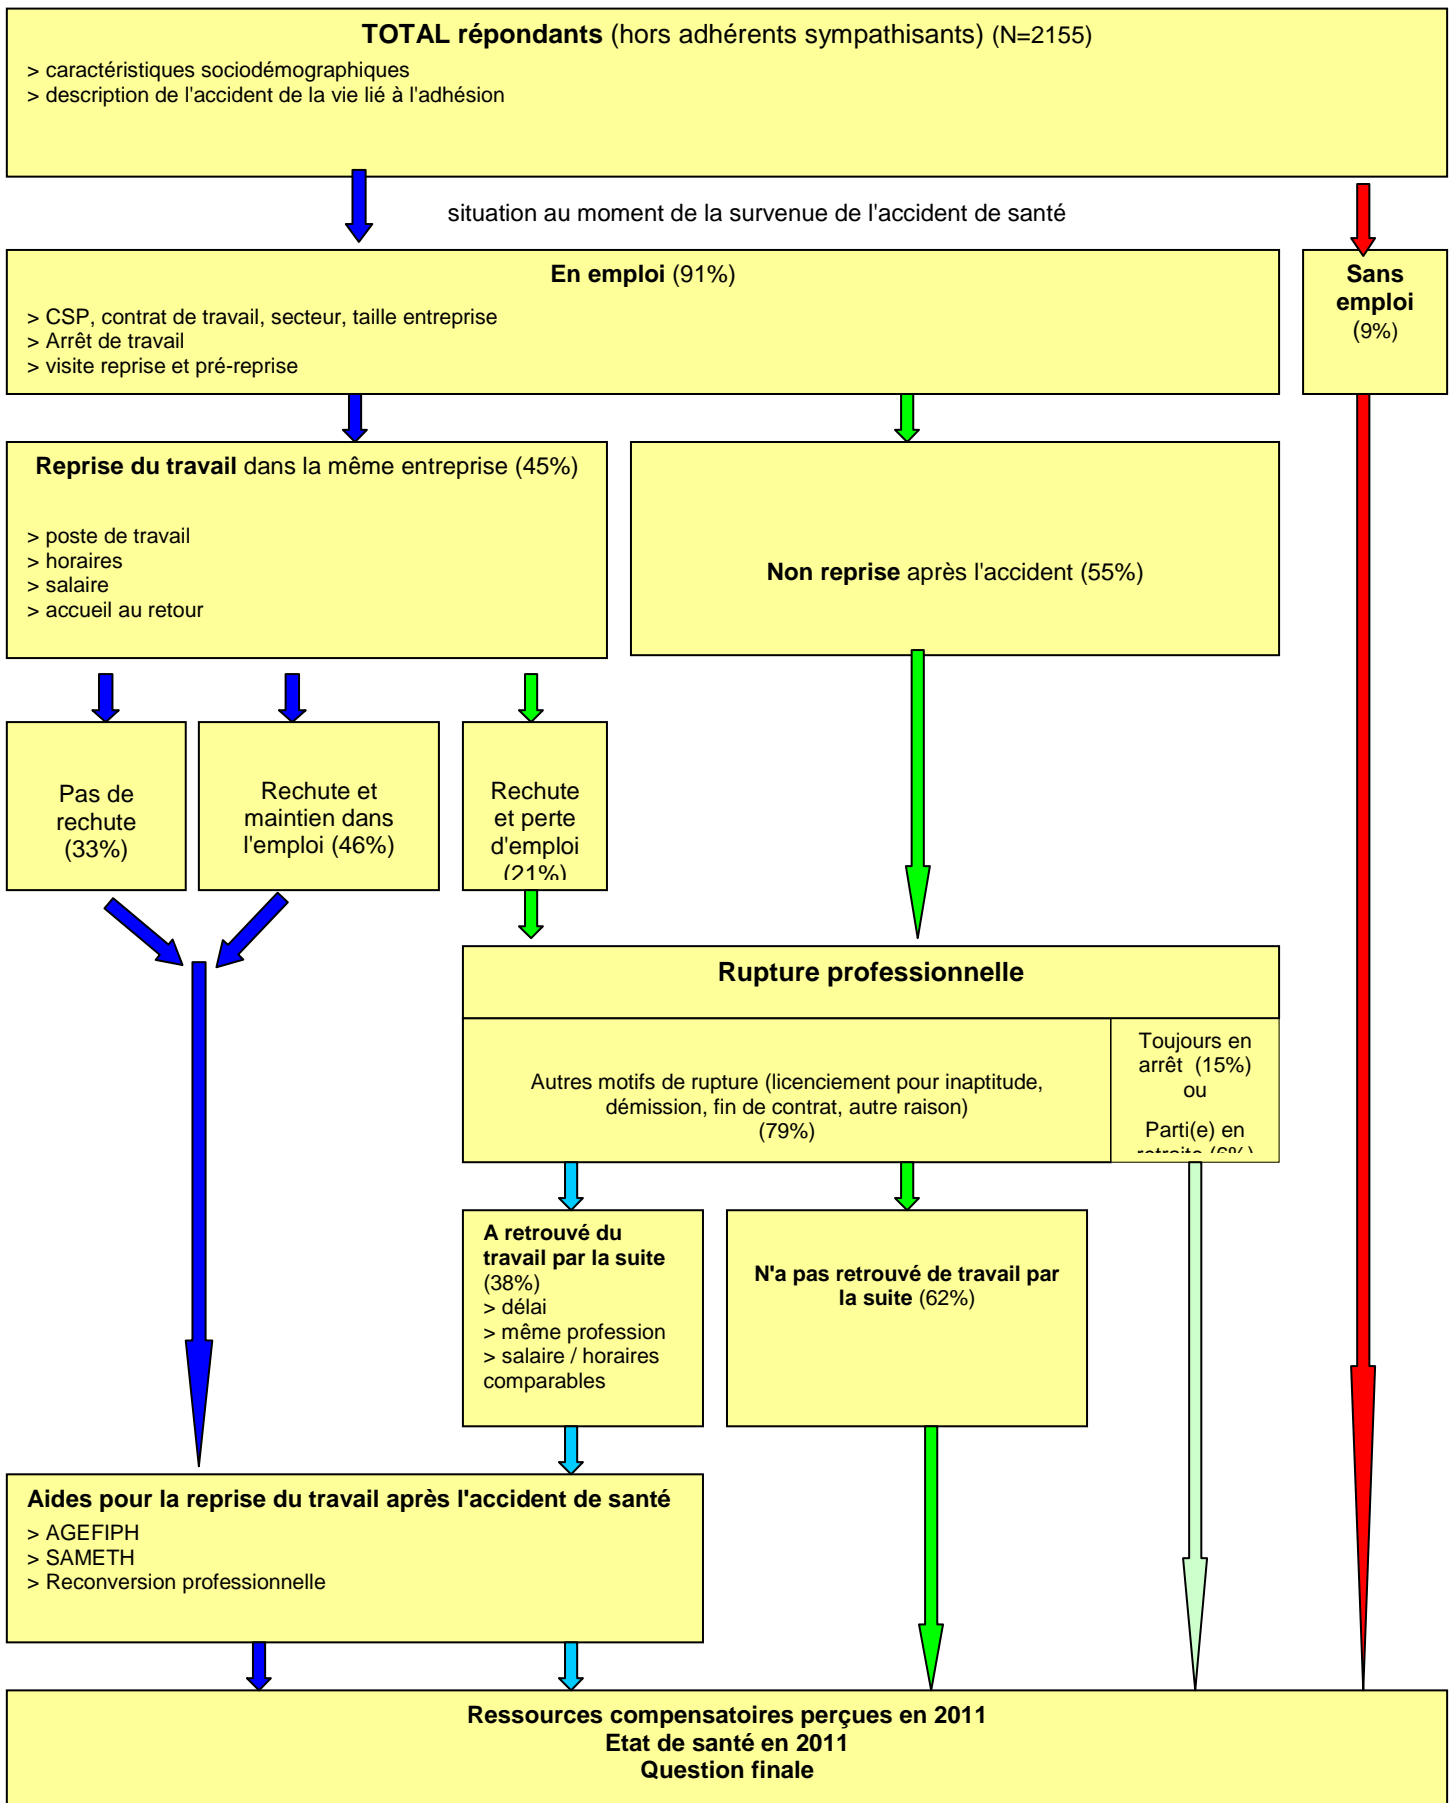 TOTAL répondants (hors adhérents sympathisants) (N=2155)
> caractéristiques sociodémographiques
> description de l'accident de la vie lié à l'adhésion
situation au moment de la survenue de l'accident de santé
En emploi (91%)
> CSP, contrat de travail, secteur, taille entreprise
> Arrêt de travail
> visite reprise et pré-reprise
Sans
emploi
(9%)
Reprise du travail dans la même entreprise (45%)
> poste de travail
> horaires
> salaire
> accueil au retour
Non reprise après l'accident (55%)
Pas de
rechute
(33%)
Rechute et
maintien dans
l'emploi (46%)
Rechute
et perte
d'emploi
(21%)
Rupture professionnelle
Autres motifs de rupture (licenciement pour inaptitude,
démission, fin de contrat, autre raison)
(79%)
Toujours en
arrêt (15%)
ou
Parti(e) en
retraite (6%)
A retrouvé du
travail par la suite
(38%)
> délai
> même profession
> salaire / horaires
comparables
N'a pas retrouvé de travail par
la suite (62%)
Aides pour la reprise du travail après l'accident de santé
> AGEFIPH
> SAMETH
> Reconversion professionnelle
Ressources compensatoires perçues en 2011
Etat de santé en 2011
Question finale